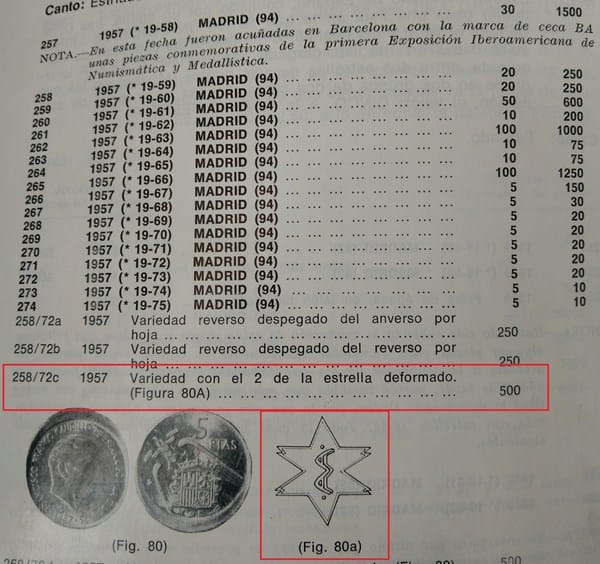 Canto:
257 1957 (* 19-58) MADRID (94) ... ... ... ... ... ... ... 30 1500
NOTA.—En esta fecha fueron acuñadas en Barcelona con la marca de ceca BA
unas piezas conmemorativas de la primera Exposición Iberoamericana de
Numismática y Medallística.
258 1957 (* 19-59) MADRID (94) ... ... ... ... ... ... ... 20 250
259 1957 (* 19-60) MADRID (94) ... ... ... ... ... ... ... 20 250
260 1957 (* 19-61) MADRID (94) ... ... ... ... ... ... ... 50 600
261 1957 (* 19-62) MADRID (94) ... ... ... ... ... ... ... 10 200
262 1957 (* 19-63) MADRID (94) ... ... ... ... ... ... ... 100 1000
263 1957 (* 19-64) MADRID (94) ... ... ... ... ... ... ... 10 75
264 1957 (* 19-65) MADRID (94) ... ... ... ... ... ... ... 10 75
265 1957 (* 19-66) MADRID (94) ... ... ... ... ... ... ... 100 1250
266 1957 (* 19-67) MADRID (94) ... ... ... ... ... ... ... 5 150
267 1957 (* 19-68) MADRID (94) ... ... ... ... ... ... ... 5 30
268 1957 (* 19-69) MADRID (94) ... ... ... ... ... ... ... 5 20
269 1957 (* 19-70) MADRID (94) ... ... ... ... ... ... ... 5 20
270 1957 (* 19-71) MADRID (94) ... ... ... ... ... ... ... 5 20
271 1957 (* 19-72) MADRID (94) ... ... ... ... ... ... ... 5 20
272 1957 (* 19-73) MADRID (94) ... ... ... ... ... ... ... 5 20
273 1957 (* 19-74) MADRID (94) ... ... ... ... ... ... ... 5 10
274 1957 (* 19-75) MADRID (94) ... ... ... ... ... ... ... 5 10
258/72a 1957 Variedad reverso despegado del anverso por
hoja ... ... ... ... ... ... ... ... ... ... ... ... 250
258/72b 1957 Variedad reverso despegado del reverso por
hoja ... ... ... ... ... ... ... ... ... ... ... ... 250
258/72c 1957 Variedad con el 2 de la estrella deformado.
(Figura 80A) ... ... ... ... ... ... ... ... ... ... 500
5
PTAS
(Fig. 80) (Fig. 80a)
500